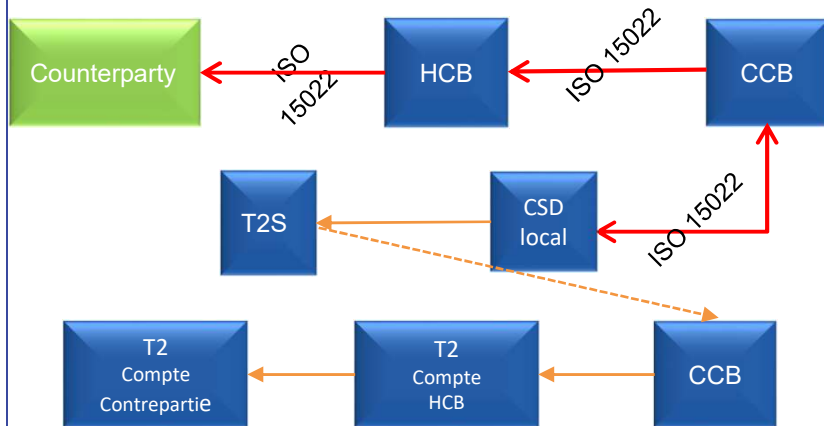 Counterparty
ISO
15022
HCB
ISO 15022
CCB
T2S
CSD
local
ISO 15022
T2
Compte
Contrepartie
T2
Compte
HCB
CCB